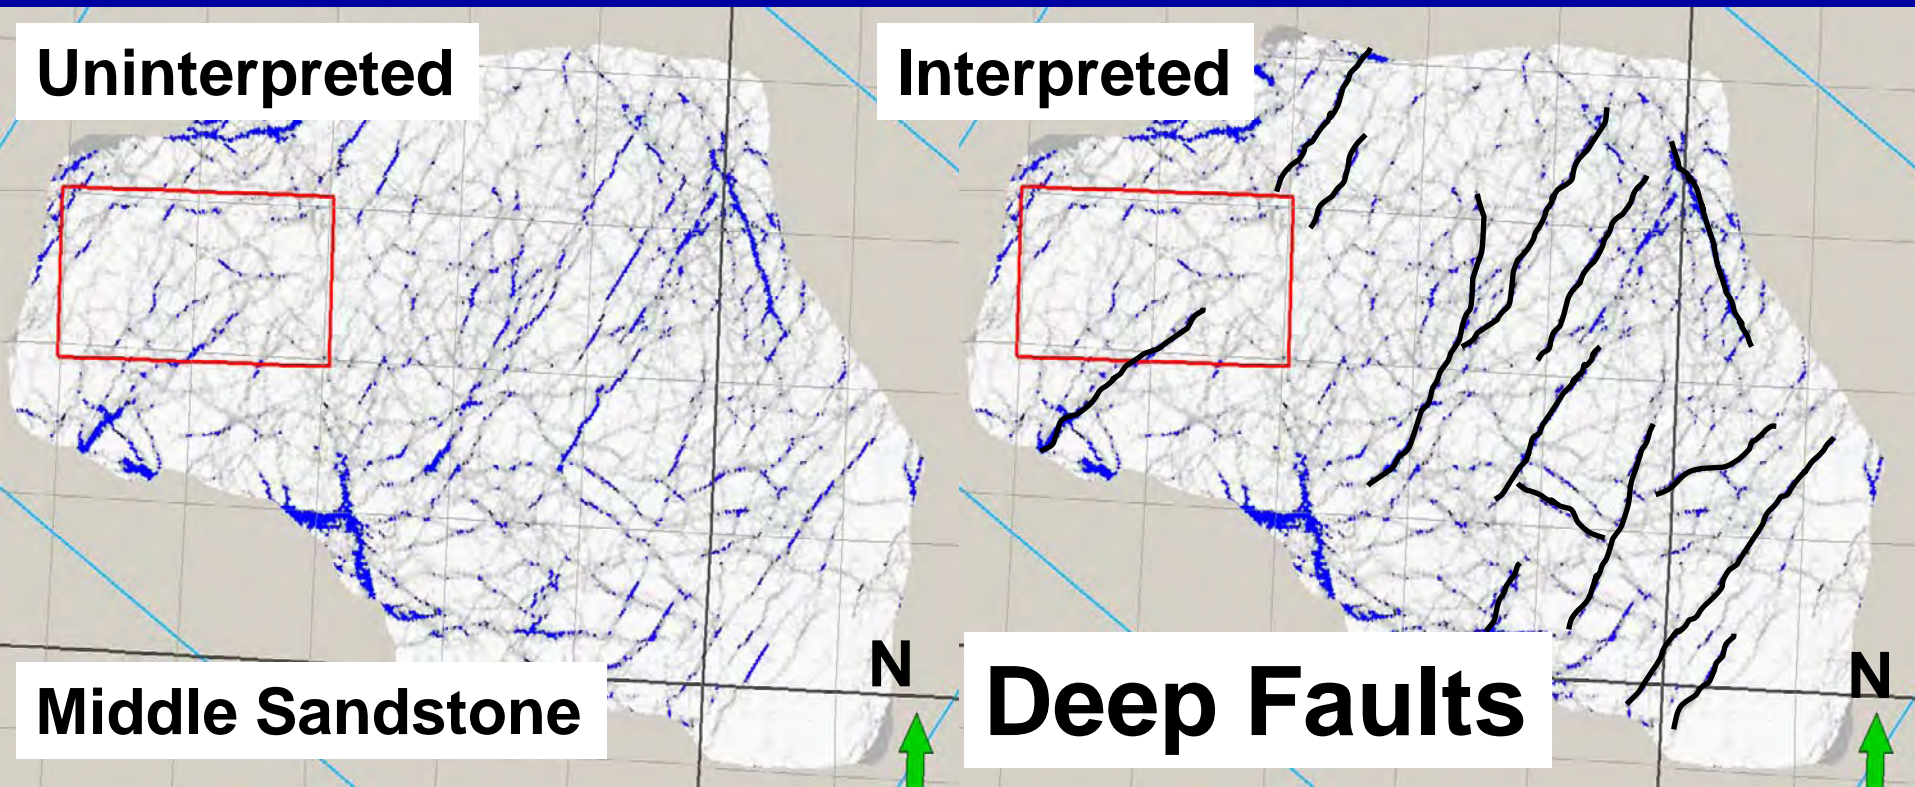 Uninterpreted
Interpreted
N
N
Middle Sandstone
Deep Faults